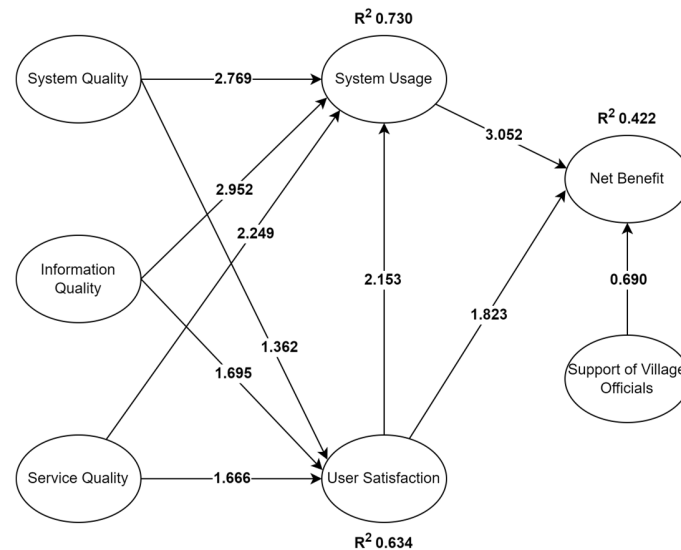 R² 0.730
System Quality
2.769
System Usage
R² 0.422
3.052
Net Benefit
2.952
2.249
Information
Quality
2.153
0.690
1.823
1.362
1.695
Support of Village
Officials
Service Quality
1.666
User Satisfaction
R² 0.634